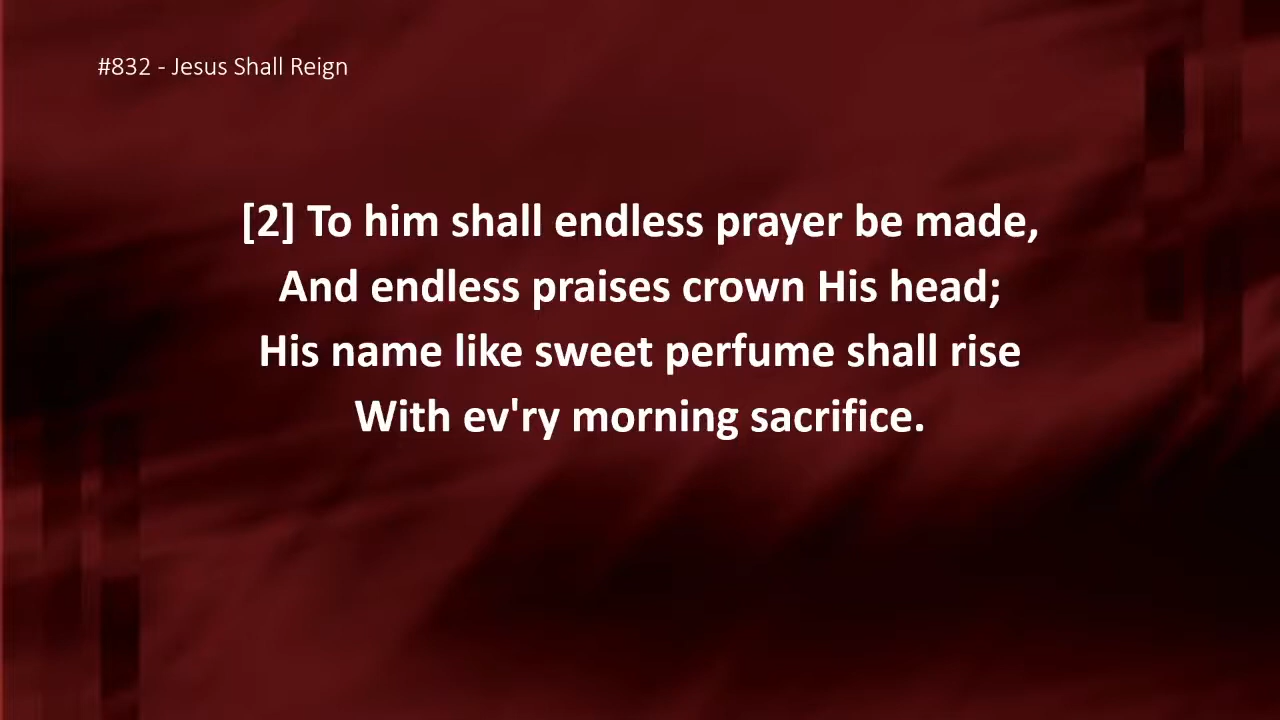 #832 - Jesus Shall Reign
[2] To him shall endless prayer be made,
And endless praises crown His head;
His name like sweet perfume shall rise
With ev'ry morning sacrifice.